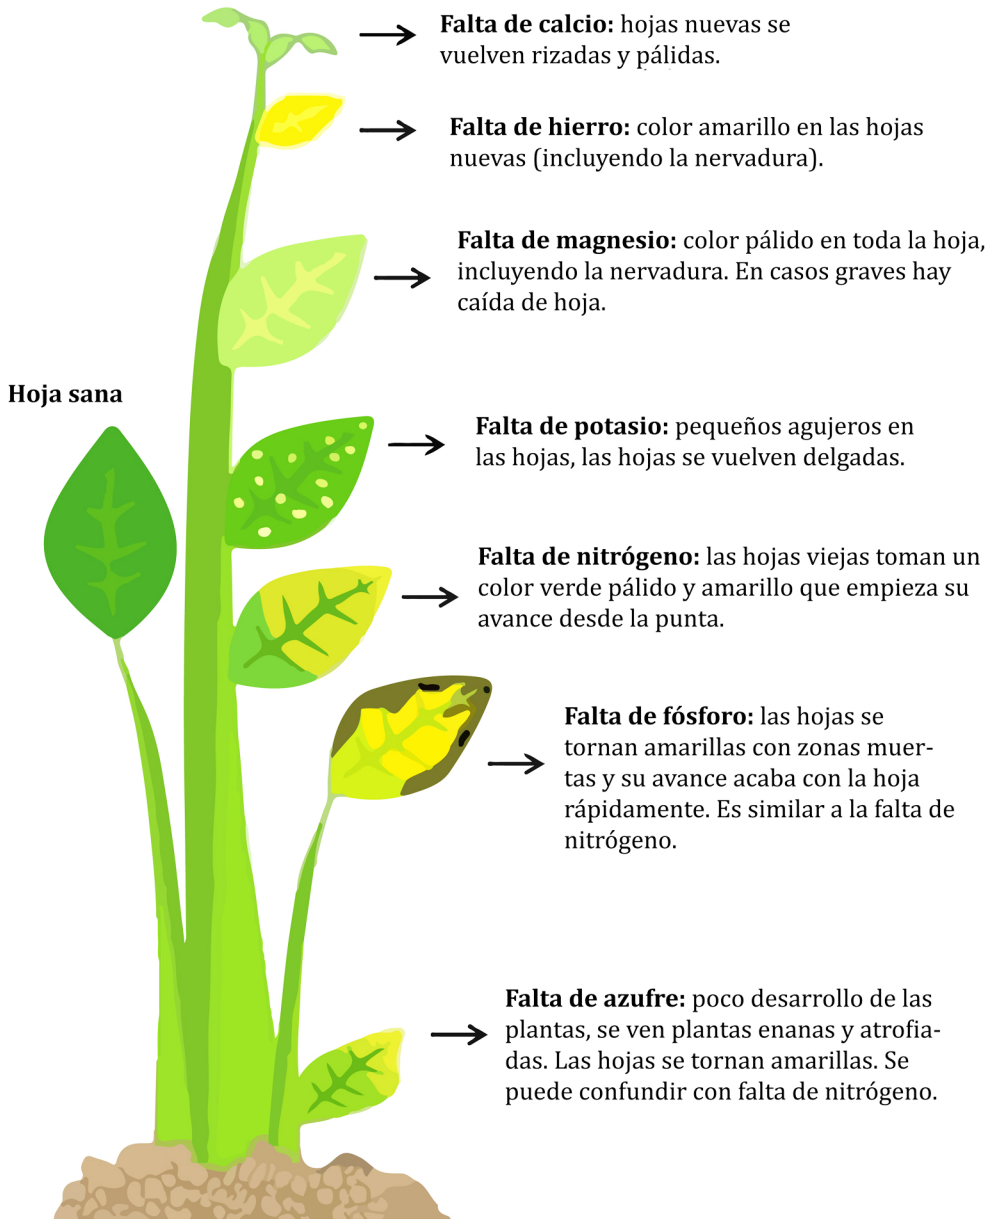 Falta de calcio: hojas nuevas se
vuelven rizadas y pálidas.
Falta de hierro: color amarillo en las hojas
nuevas (incluyendo la nervadura).
Falta de magnesio: color pálido en toda la hoja,
incluyendo la nervadura. En casos graves hay
caída de hoja.
Hoja sana
Falta de potasio: pequeños agujeros en
las hojas, las hojas se vuelven delgadas.
Falta de nitrógeno: las hojas viejas toman un
color verde pálido y amarillo que empieza su
avance desde la punta.
Falta de fósforo: las hojas se
tornan amarillas con zonas muer-
tas y su avance acaba con la hoja
rápidamente. Es similar a la falta de
nitrógeno.
Falta de azufre: poco desarrollo de las
plantas, se ven plantas enanas y atrofia-
das. Las hojas se tornan amarillas. Se
puede confundir con falta de nitrógeno.